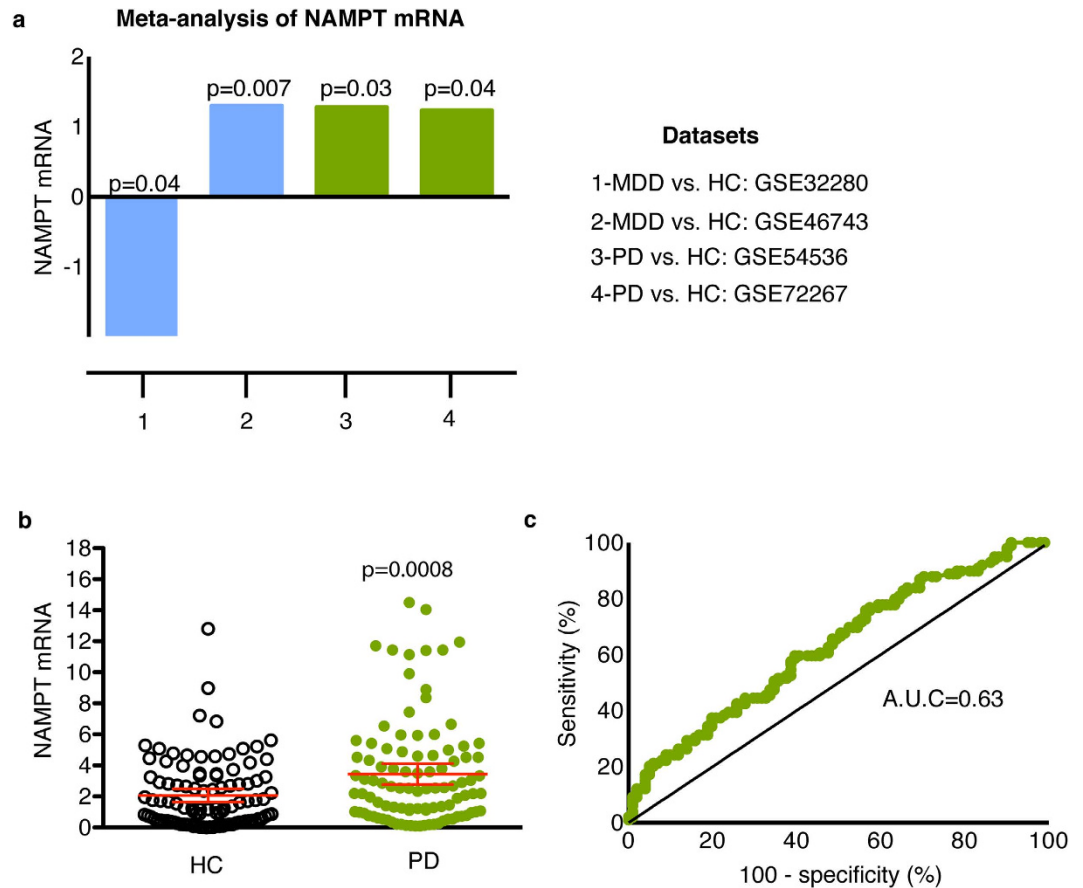 a
Meta-analysis of NAMPT mRNA
NAMPT mRNA
2
1
0
-1
p=0.04
p=0.007
p=0.03
p=0.04
1
2
3
4
Datasets
1-MDD vs. HC: GSE32280
2-MDD vs. HC: GSE46743
3-PD vs. HC: GSE54536
4-PD vs. HC: GSE72267
b
NAMPT mRNA
18
16
14
12
10
8
6
4
2
0
p=0.0008
HC
PD
c
Sensitivity (%)
100
80
60
40
20
0
A.U.C=0.63
0
20
40
60
80
100
100 - specificity (%)